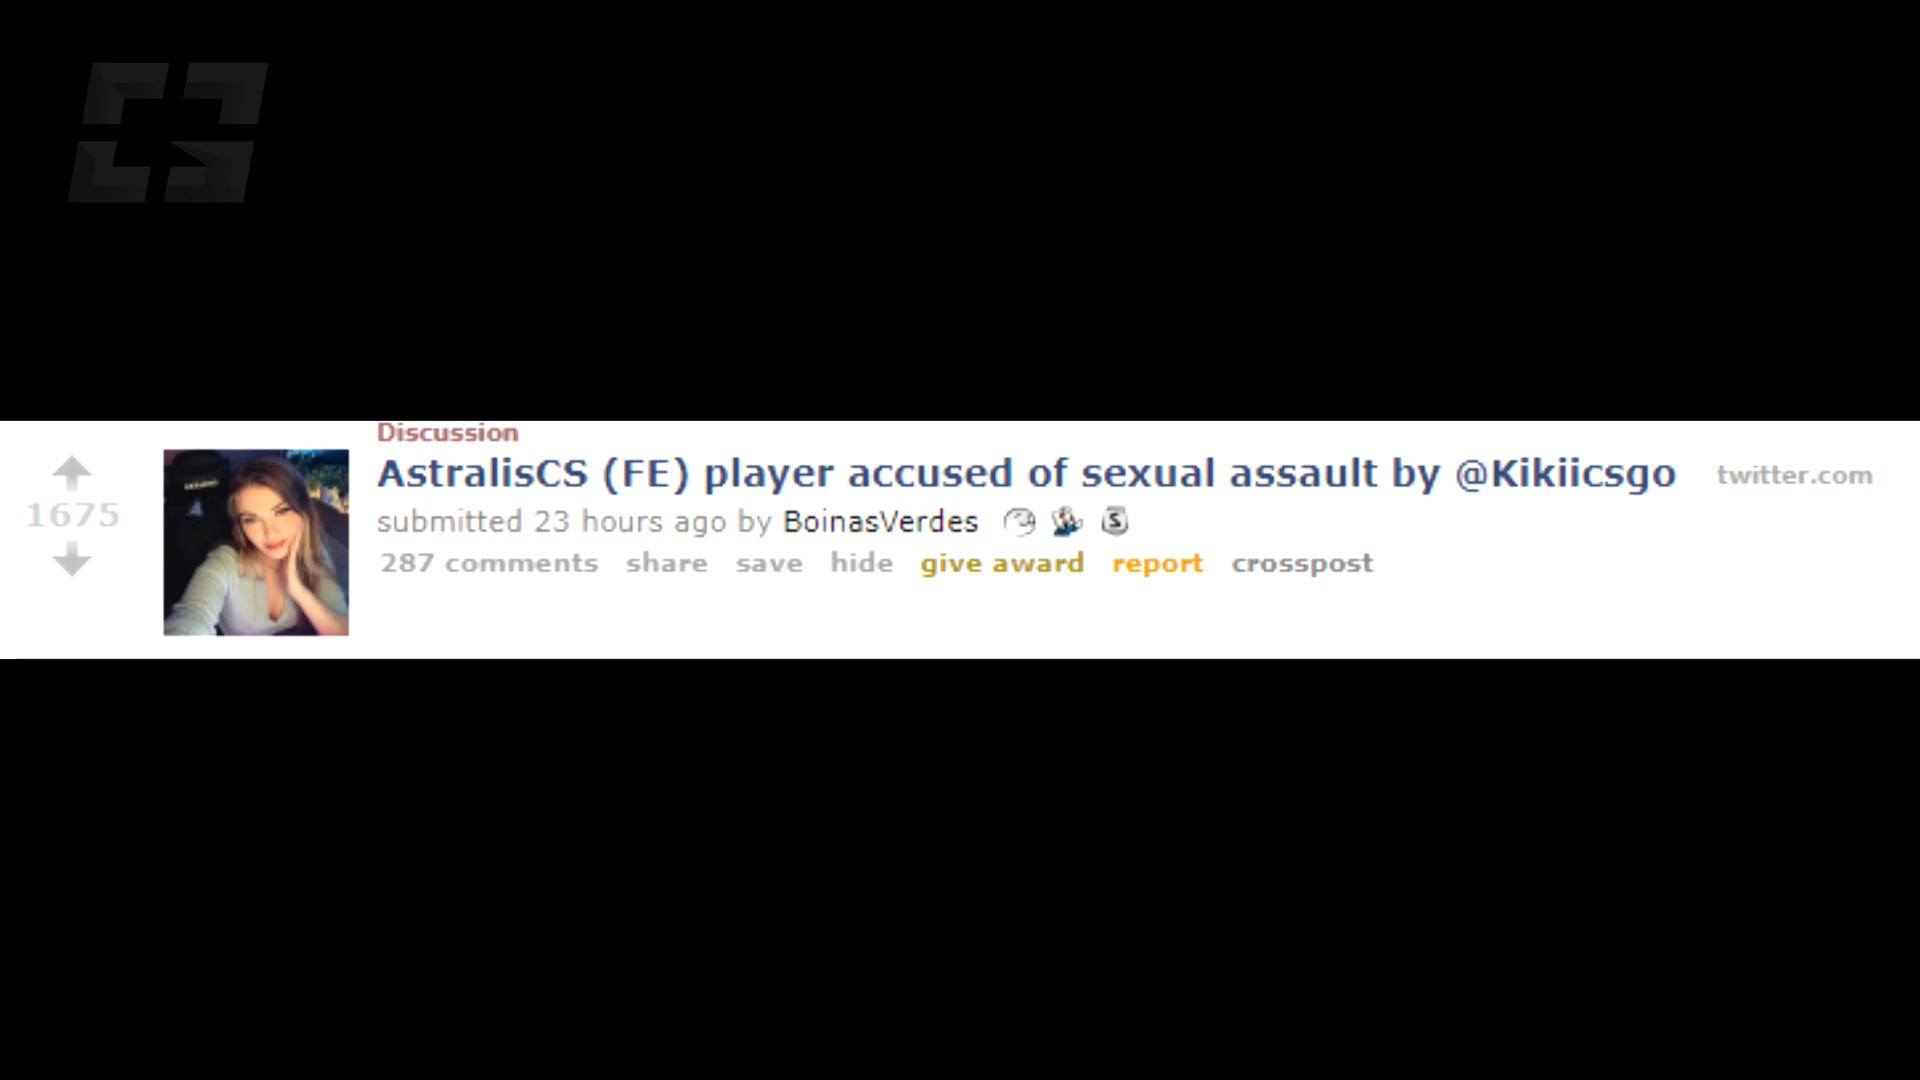 Discussion
AstralisCS (FE) player accused of sexual assault by @Kikiicsgo twitter.com
1675
submitted 23 hours ago by BoinasVerdes
287 comments share save hide give award report crosspost